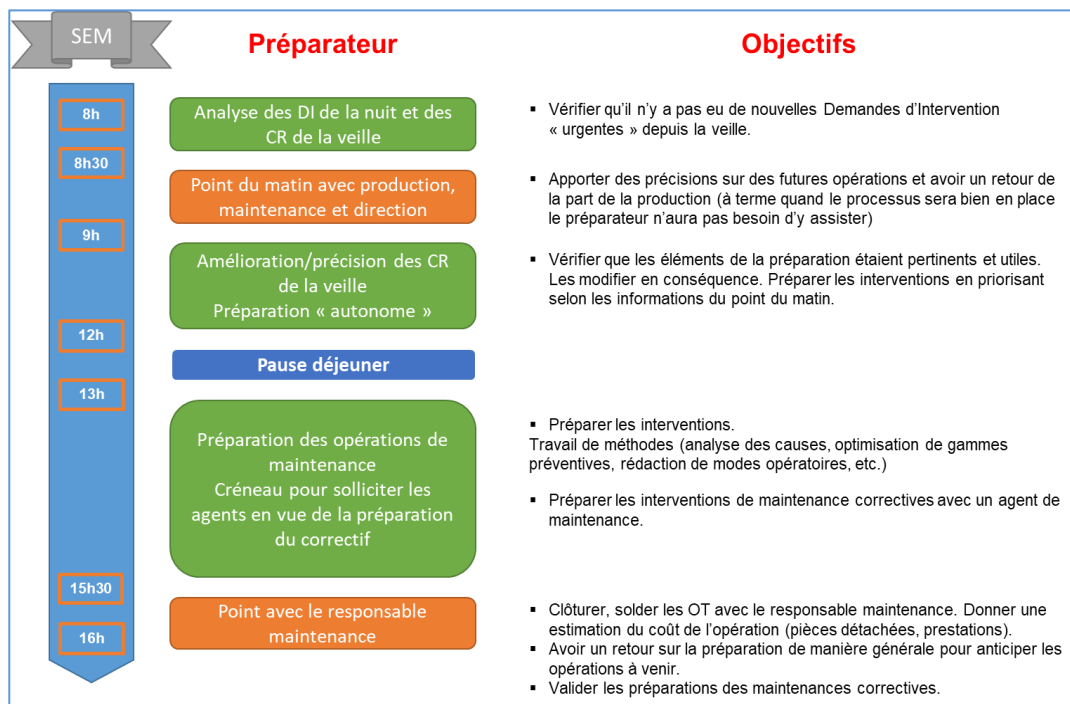 SEM
Préparateur
Objectifs
8h
Analyse des DI de la nuit et des
CR de la veille
▪ Vérifier qu'il n'y a pas eu de nouvelles Demandes d'Intervention
« urgentes » depuis la veille.
8h30
Point du matin avec production,
maintenance et direction
▪ Apporter des précisions sur des futures opérations et avoir un retour de
la part de la production (à terme quand le processus sera bien en place
le préparateur n'aura pas besoin d'y assister)
9h
Amélioration/précision des CR
de la veille
Préparation « autonome »
▪ Vérifier que les éléments de la préparation étaient pertinents et utiles.
Les modifier en conséquence. Préparer les interventions en priorisant
selon les informations du point du matin.
12h
Pause déjeuner
13h
Préparation des opérations de
maintenance
Créneau pour solliciter les
agents en vue de la préparation
du correctif
▪ Préparer les interventions.
Travail de méthodes (analyse des causes, optimisation de gammes
préventives, rédaction de modes opératoires, etc.)
▪ Préparer les interventions de maintenance correctives avec un agent de
maintenance.
15h30
Point avec le responsable
maintenance
16h
▪ Clôturer, solder les OT avec le responsable maintenance. Donner une
estimation du coût de l'opération (pièces détachées, prestations).
▪ Avoir un retour sur la préparation de manière générale pour anticiper les
opérations à venir.
▪ Valider les préparations des maintenances correctives.